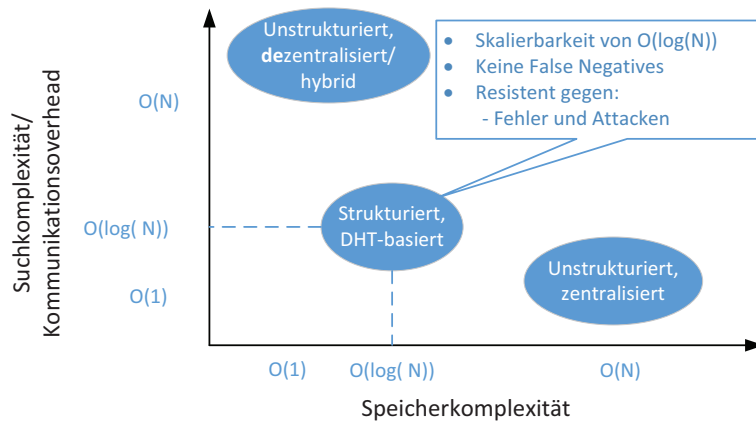 Unstrukturiert,
dezentralisiert/
hybrid
• Skalierbarkeit von O(log(N))
• Keine False Negatives
• Resistent gegen:
- Fehler und Attacken
Suchkomplexität/
Kommunikationsoverhead
O(N)
O(log( N))
O(1)
Strukturiert,
DHT-basiert
Unstrukturiert,
zentralisiert
O(1)
O(log( N))
O(N)
Speicherkomplexität